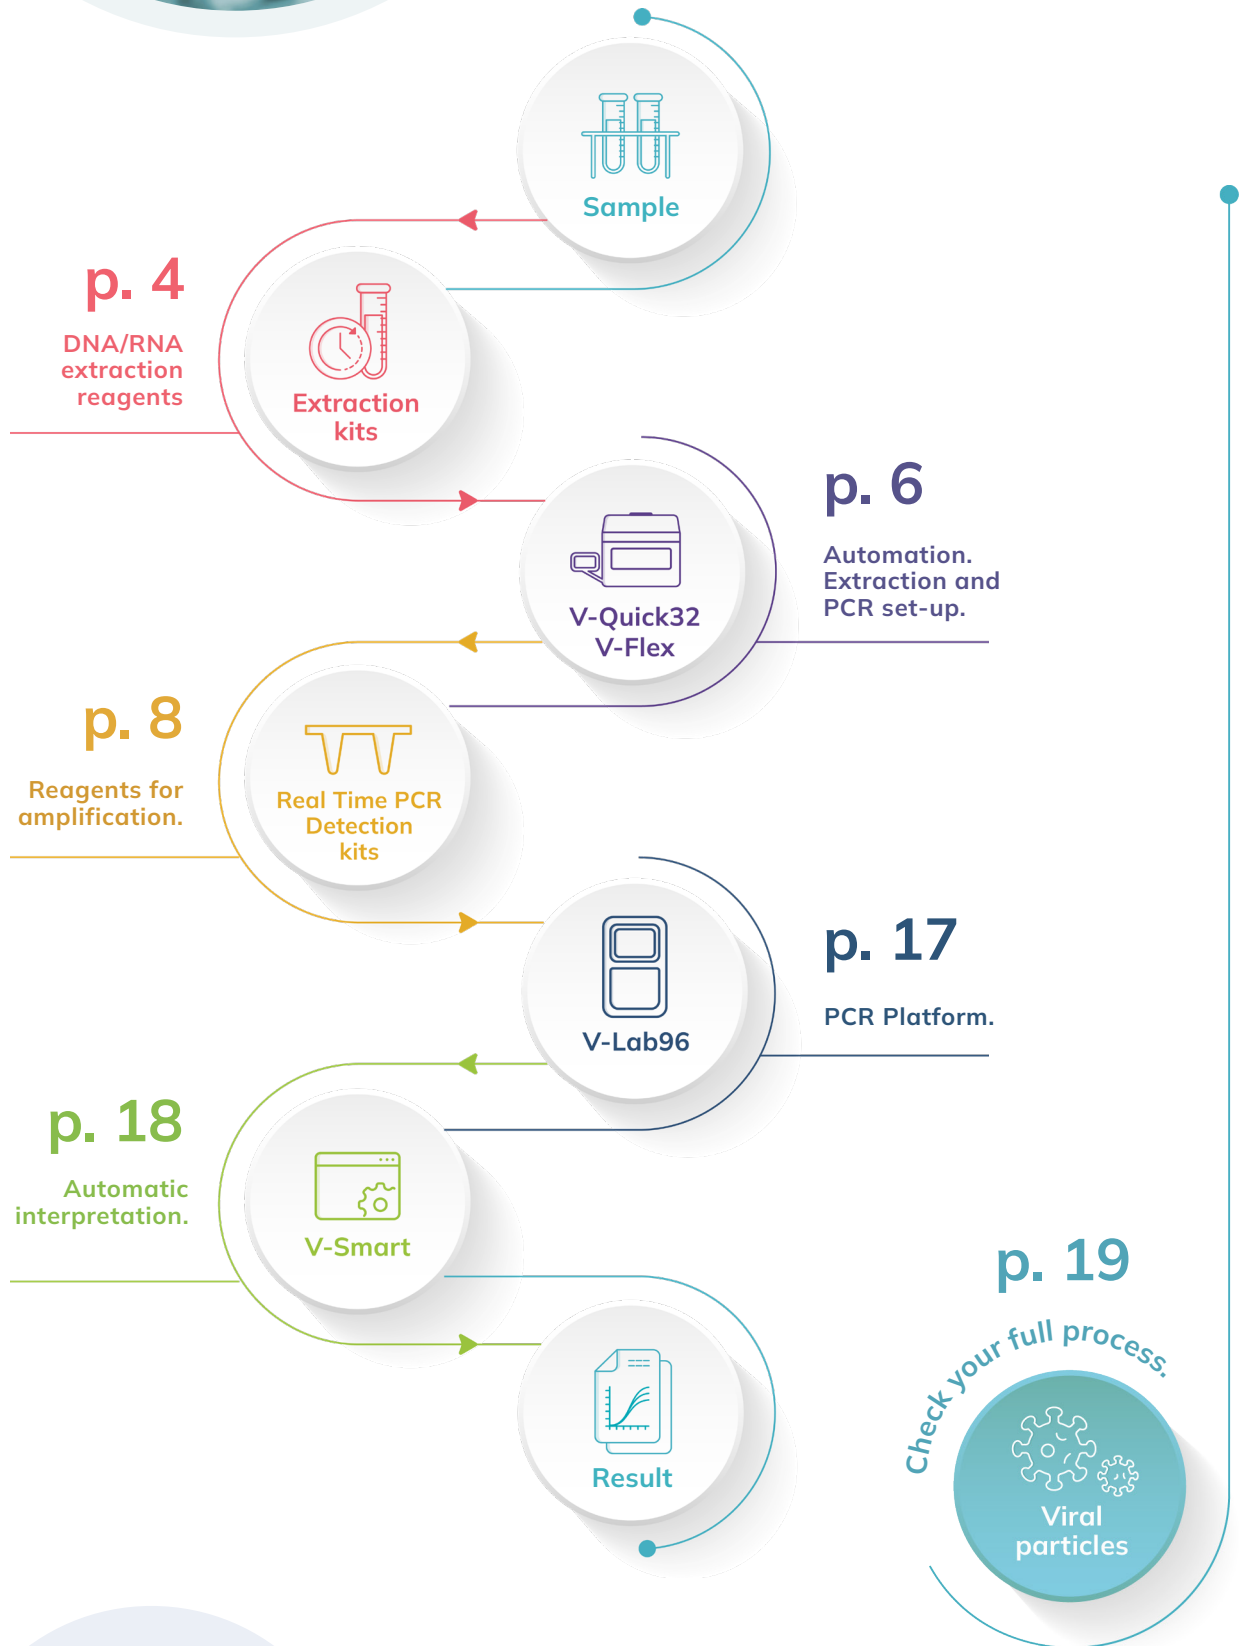 Sample
p. 4
DNA/RNA
extraction
reagents
Extraction
kits
p. 6
Automation.
Extraction and
PCR set-up.
V-Quick32
V-Flex
p. 8
Reagents for
amplification.
Real Time PCR
Detection
kits
p. 17
PCR Platform.
V-Lab96
p. 18
Automatic
interpretation.
V-Smart
Result
p. 19
Check your full process.
Viral
particles